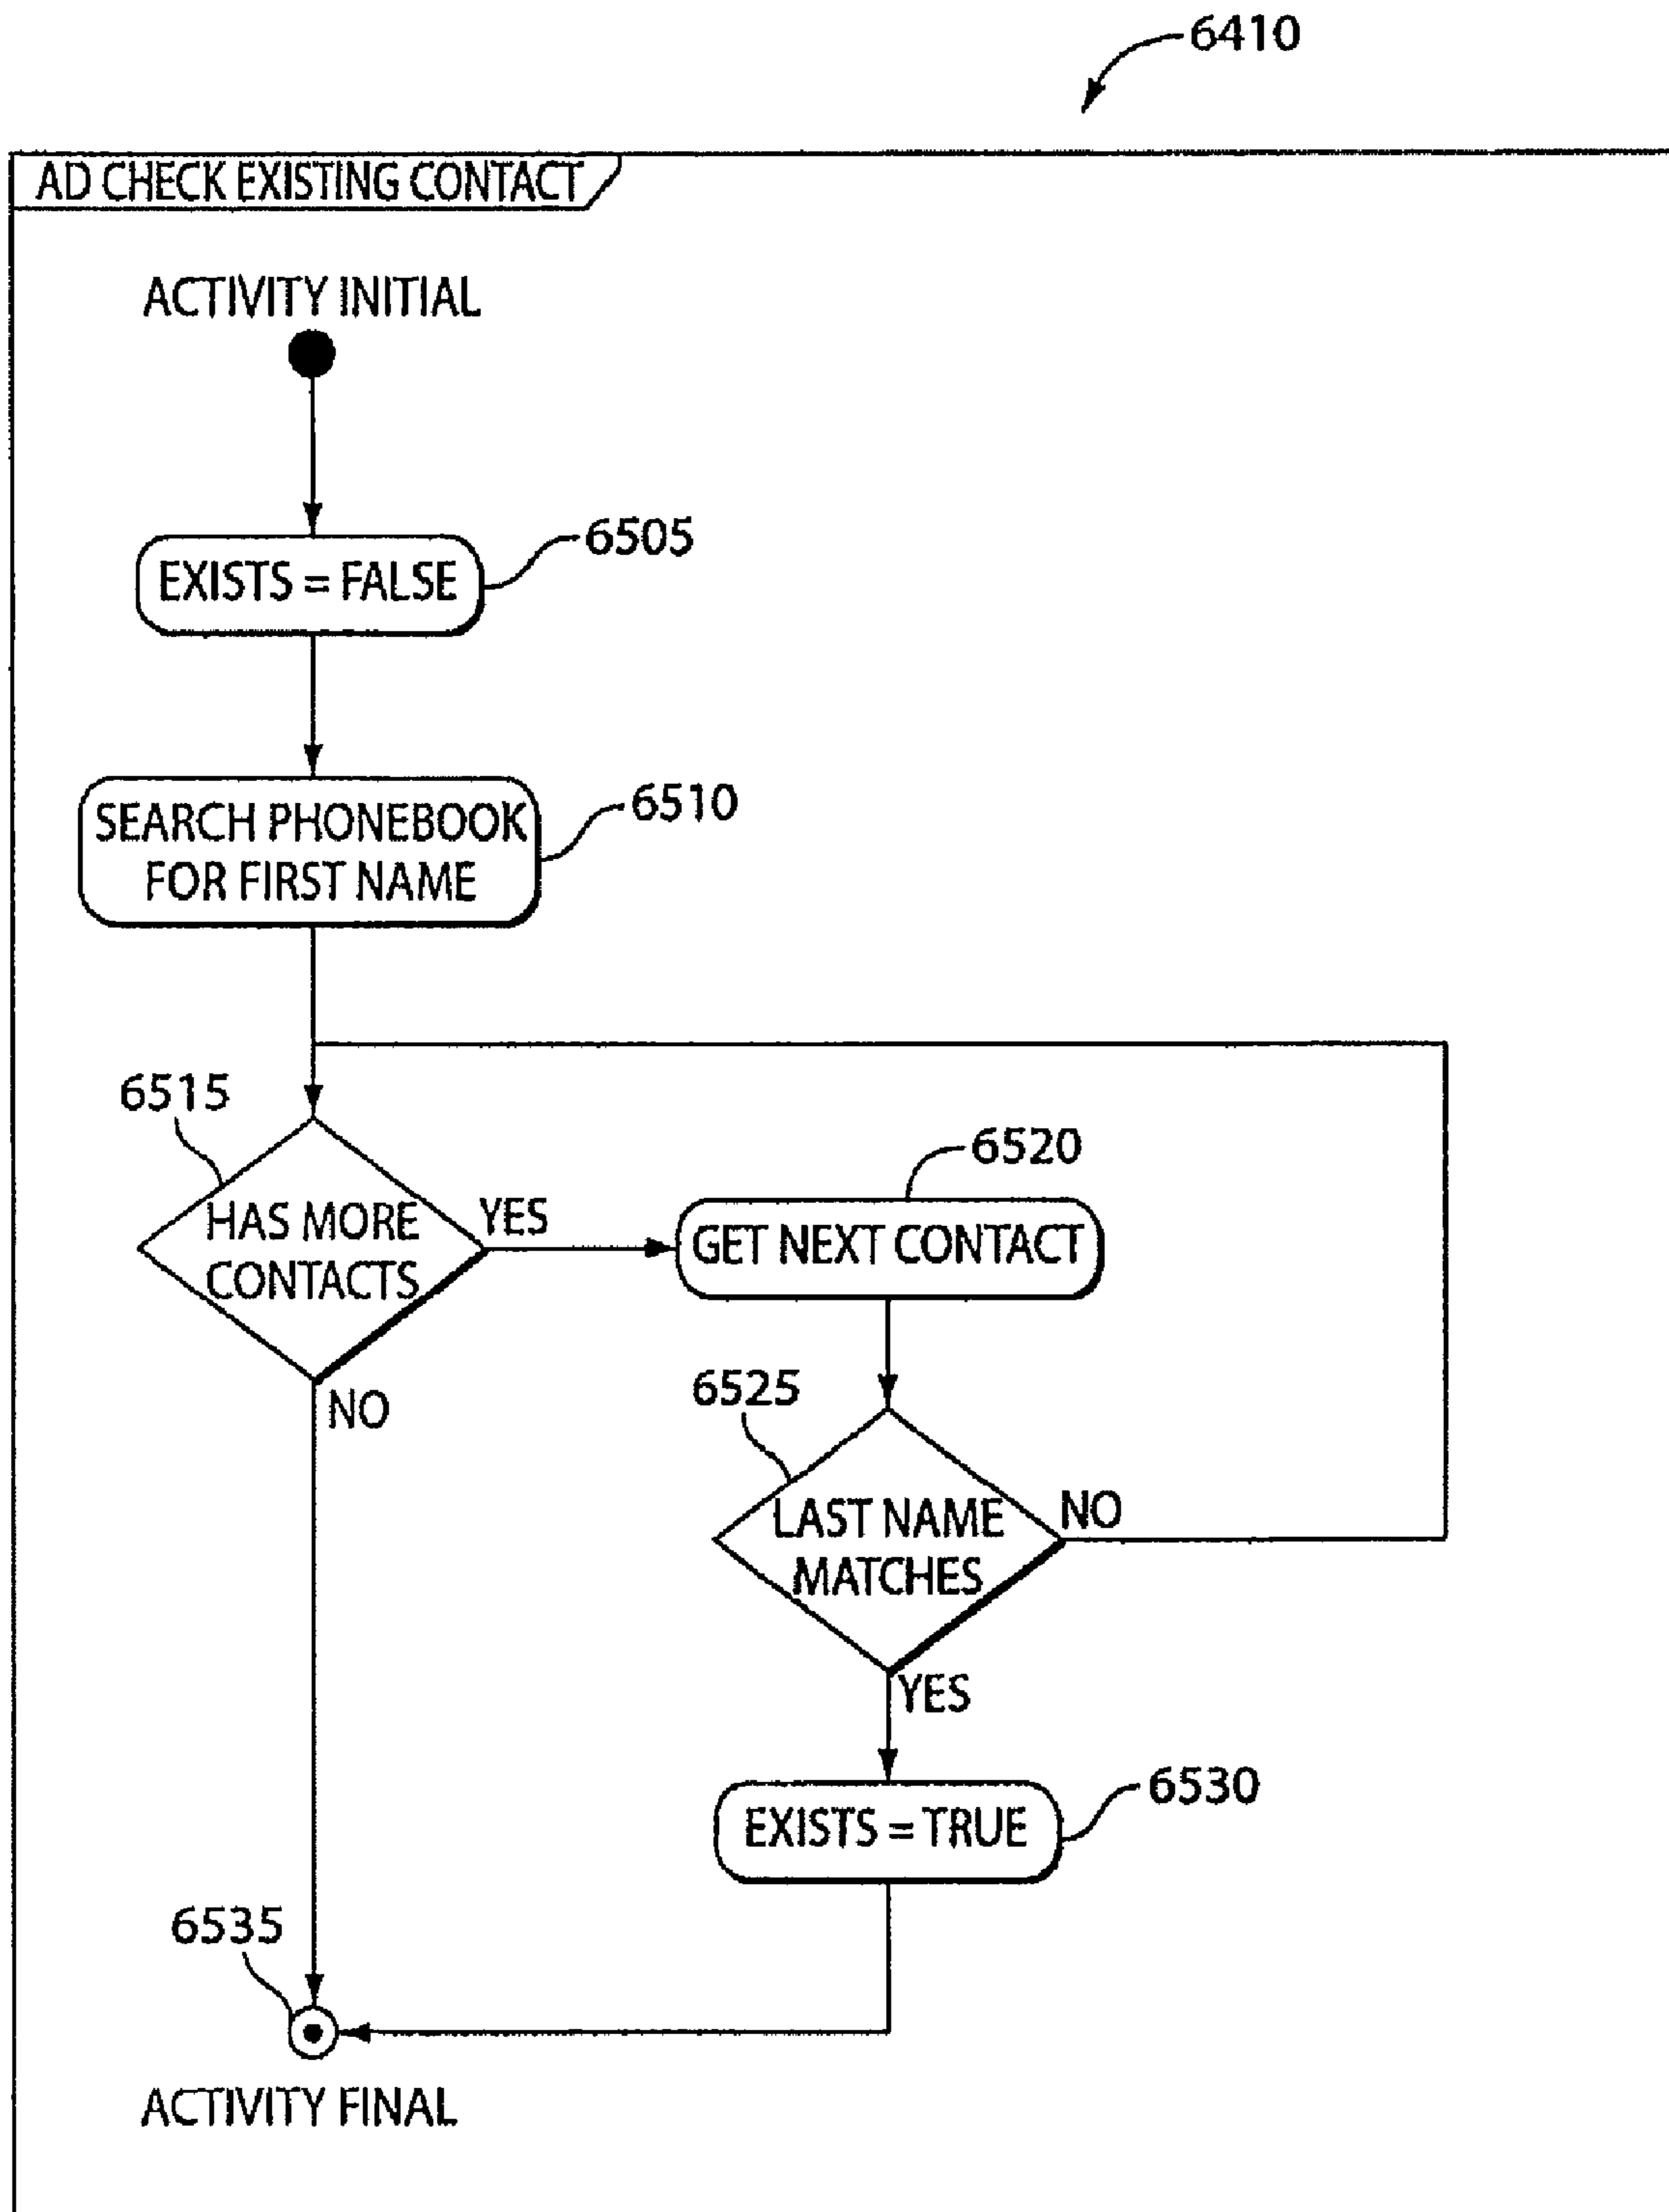 6410
AD CHECK EXISTING CONTACT
ACTIVITY INITIAL
EXISTS = FALSE
6505
SEARCH PHONEBOOK
FOR FIRST NAME
6510
6515
HAS MORE
CONTACTS
YES
NO
6520
GET NEXT CONTACT
6525
LAST NAME
MATCHES
NO
YES
EXISTS = TRUE
6530
6535
ACTIVITY FINAL